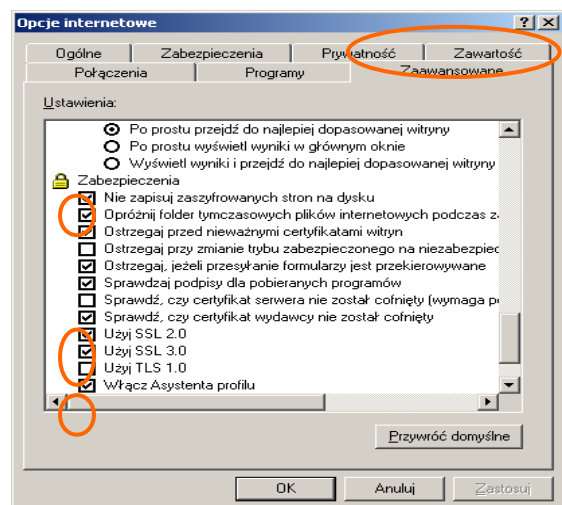 Opcje internetowe
Ogólne Zabezpieczenia Prywatność Zawartość
Połączenia Programy Zaawansowane
Ustawienia:
Po prostu przejdź do najlepiej dopasowanej witryny
Po prostu wyświetl wyniki w głównym oknie
Wyświetl wyniki i przejdź do najlepiej dopasowanej witryny
Zabezpieczenia
Nie zapisuj zaszyfrowanych stron na dysku
Opróżnij folder tymczasowych plików internetowych podczas
Ostrzegaj przed nieważnymi certyfikatami witryn
Ostrzegaj przy zmianie trybu zabezpieczonego na niezabezpiec
Ostrzegaj, jeżeli przesyłanie formularzy jest przekierowywane
Sprawdzaj podpisy dla pobieranych programów
Sprawdź, czy certyfikat serwera nie został cofnięty (wymaga
Sprawdź, czy certyfikat wydawcy nie został cofnięty
Użyj SSL 2.0
Użyj SSL 3.0
Użyj TLS 1.0
Włącz Asystenta profilu
Przywróć domyślne
OK Anuluj Zastosuj